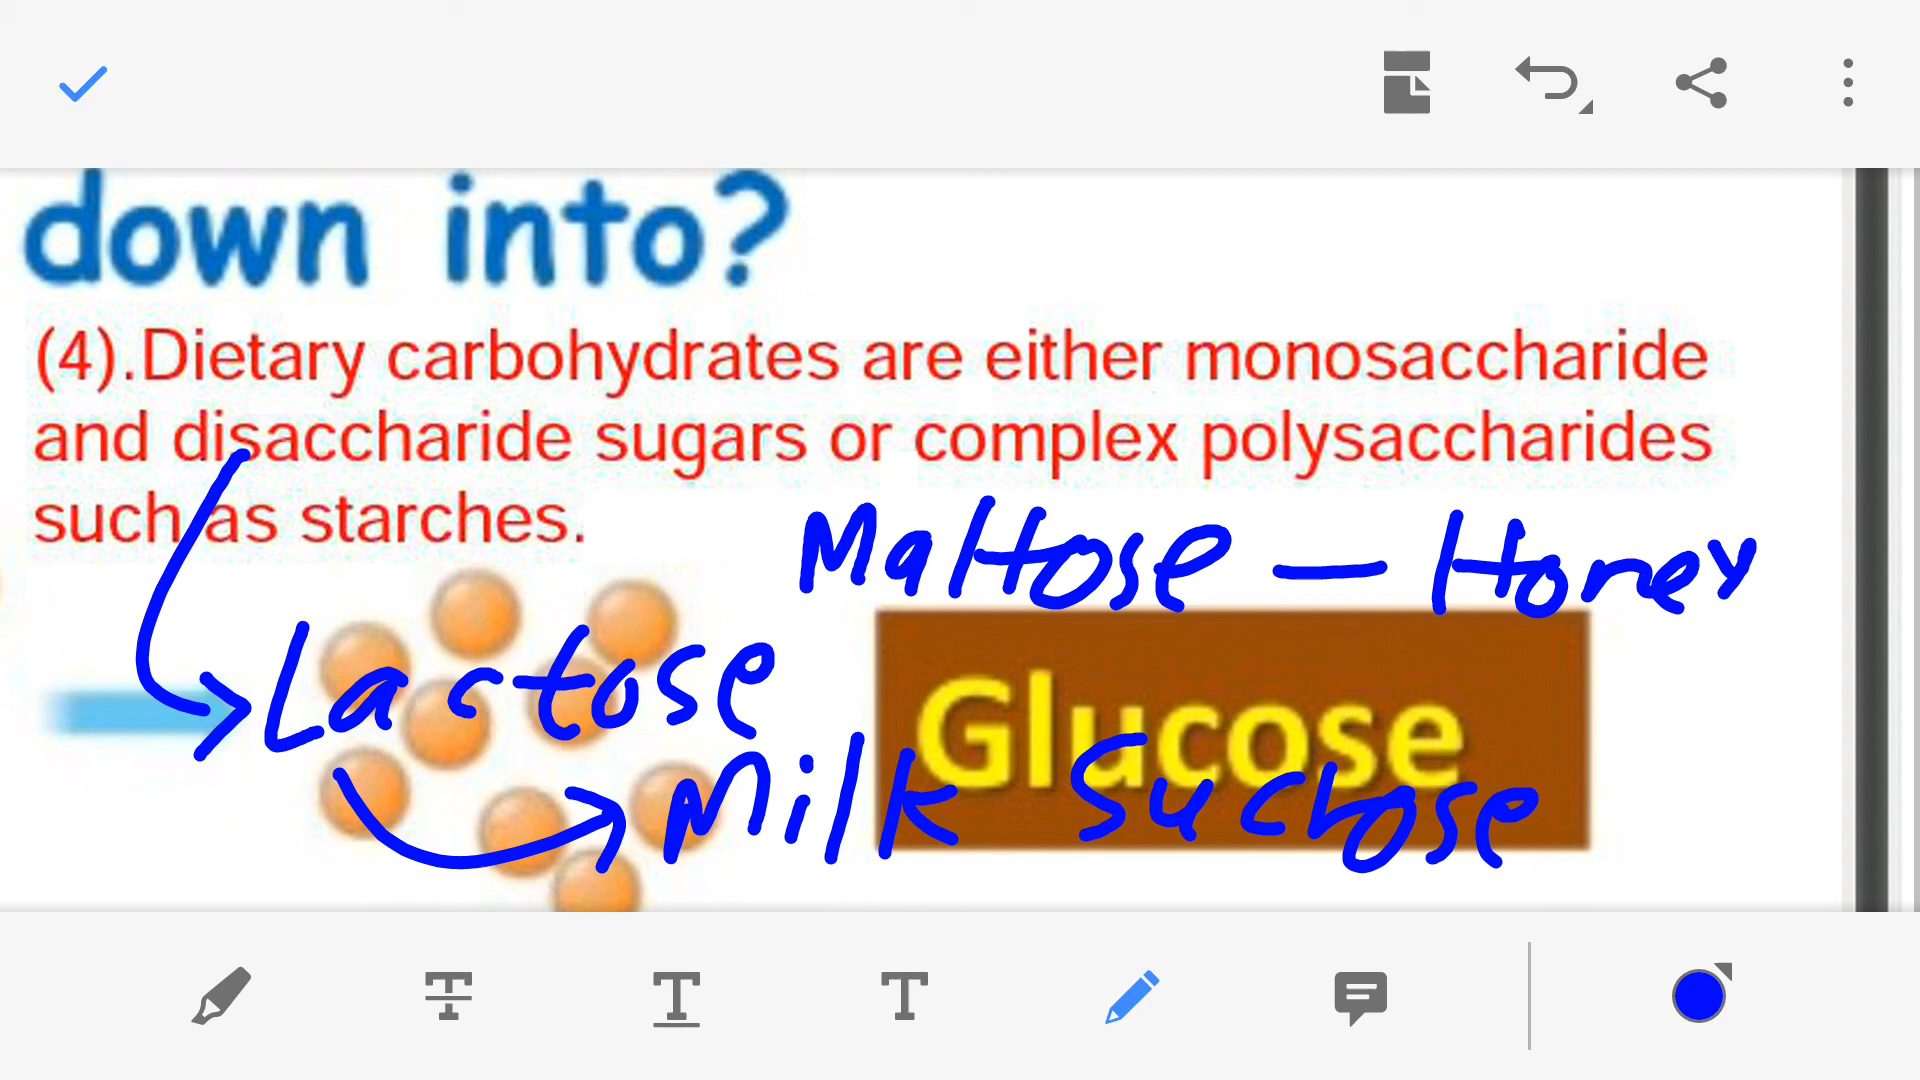 down into?
(4).Dietary carbohydrates are either monosaccharide
and disaccharide sugars or complex polysaccharides
such as starches.
Maltose — Honey
Lactose
Glucose
Milk Sucrose